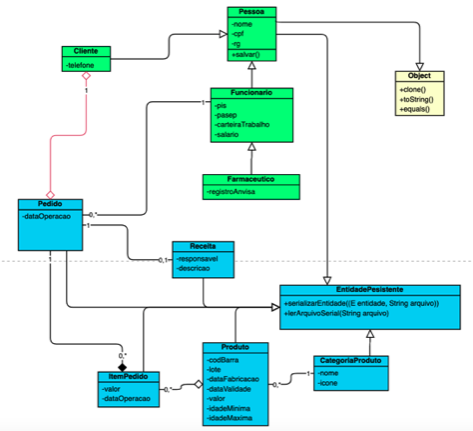 Pessoa
-nome
-cpf
-rg
+salvar()
Cliente
-telefone
Object
+clone()
+toString()
+equals()
1
Funcionario
-pis
-pasep
-carteiraTrabalho
-salario
1
Farmaceutico
-registroAnvisa
Pedido
-dataOperacao
0,*
1
1
Receita
-responsavel
-descricao
0,1
EntidadePesistente
+serializarEntidade((E entidade, String arquivo))
+lerArquivoSerial(String arquivo)
0,*
ItemPedido
-valor
-dataOperacao
0,*
Produto
-codBarra
-lote
-dataFabricacao
-dataValidade
-valor
-idadeMinima
-idadeMaxima
0,*
1
CategoriaProduto
-nome
-icone